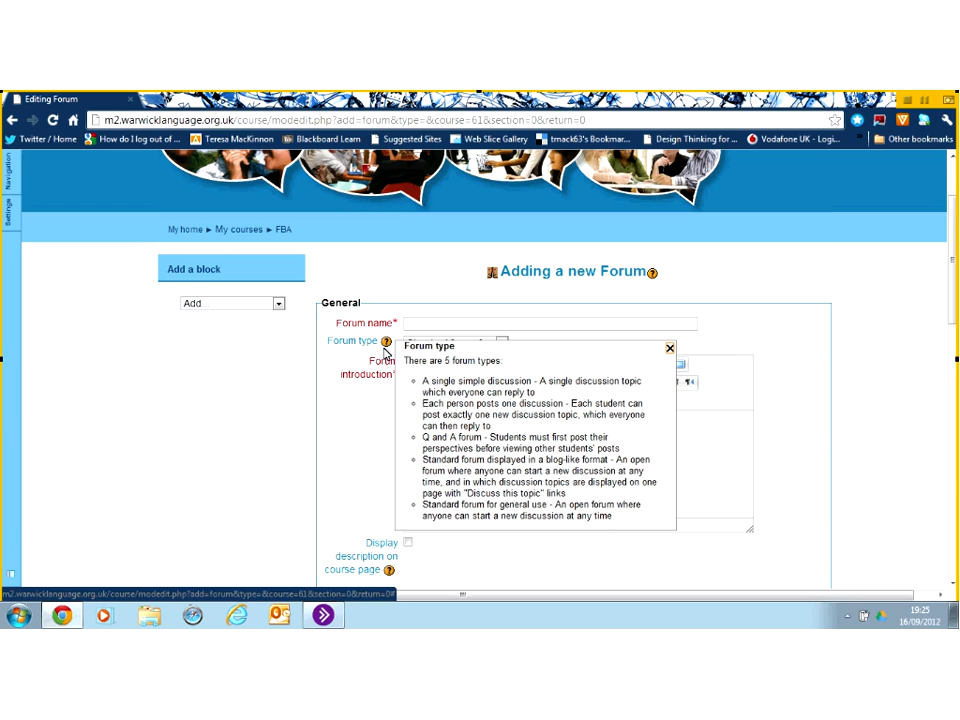 Editing Forum
m2.warwicklanguage.org.uk/course/modedit.php?add=forum&type=&course=61&section=0&return=0
Twitter / Home
How do I log out of ...
Teresa MacKinnon
Blackboard Learn
Suggested Sites
Web Slice Gallery
tmack63's Bookmar...
Design Thinking for ...
Vodafone UK - Logi...
Other bookmarks
Navigation
Settings
My home ► My courses ► FBA
Add a block
Adding a new Forum
Add
General
Forum name*
Forum type
Forum
introduction*
Forum type
There are 5 forum types:
A single simple discussion - A single discussion topic
which everyone can reply to
Each person posts one discussion - Each student can
post exactly one new discussion topic, which everyone
can then reply to
Q and A forum - Students must first post their
perspectives before viewing other students' posts
Standard forum displayed in a blog-like format - An open
forum where anyone can start a new discussion at any
time, and in which discussion topics are displayed on one
page with "Discuss this topic" links
Standard forum for general use - An open forum where
anyone can start a new discussion at any time
Display
description on
course page
m2.warwicklanguage.org.uk/course/modedit.php?add=forum&type=&course=61&section=0&return=0#
19:25
16/09/2012